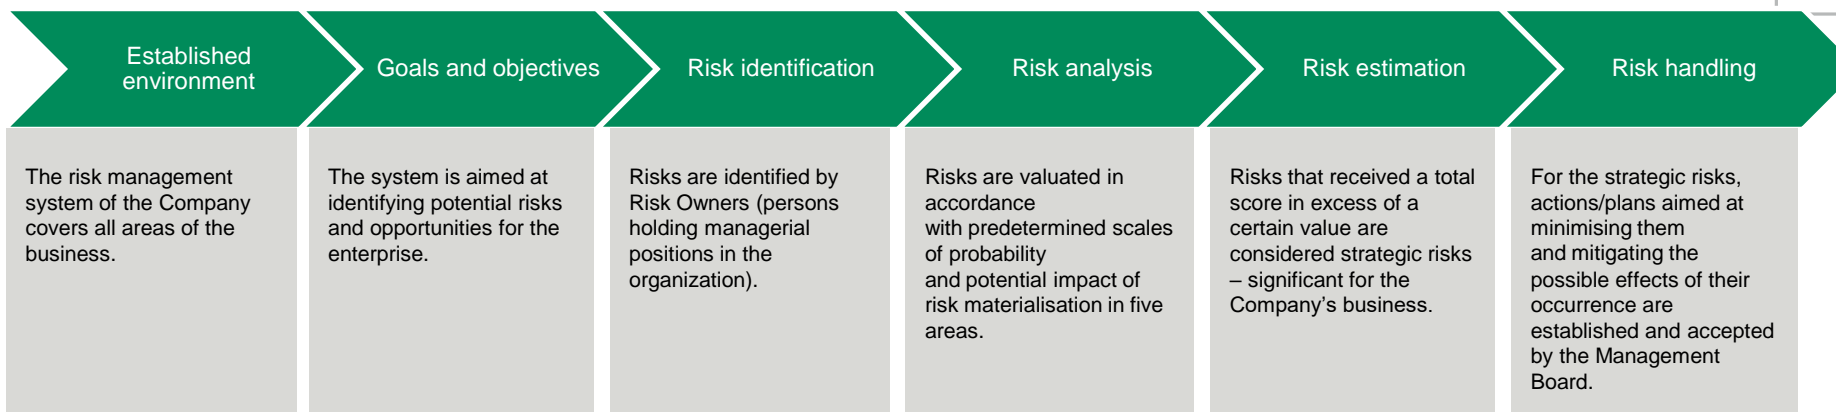 Established
environment
Goals and objectives
Risk identification
Risk analysis
Risk estimation
Risk handling
The risk management
system of the Company
covers all areas of the
business.
The system is aimed at
identifying potential risks
and opportunities for the
enterprise.
Risks are identified by
Risk Owners (persons
holding managerial
positions in the
organization).
Risks are valuated in
accordance
with predetermined scales
of probability
and potential impact of
risk materialisation in five
areas.
Risks that received a total
score in excess of a
certain value are
considered strategic risks
– significant for the
Company’s business.
For the strategic risks,
actions/plans aimed at
minimising them
and mitigating the
possible effects of their
occurrence are
established and accepted
by the Management
Board.